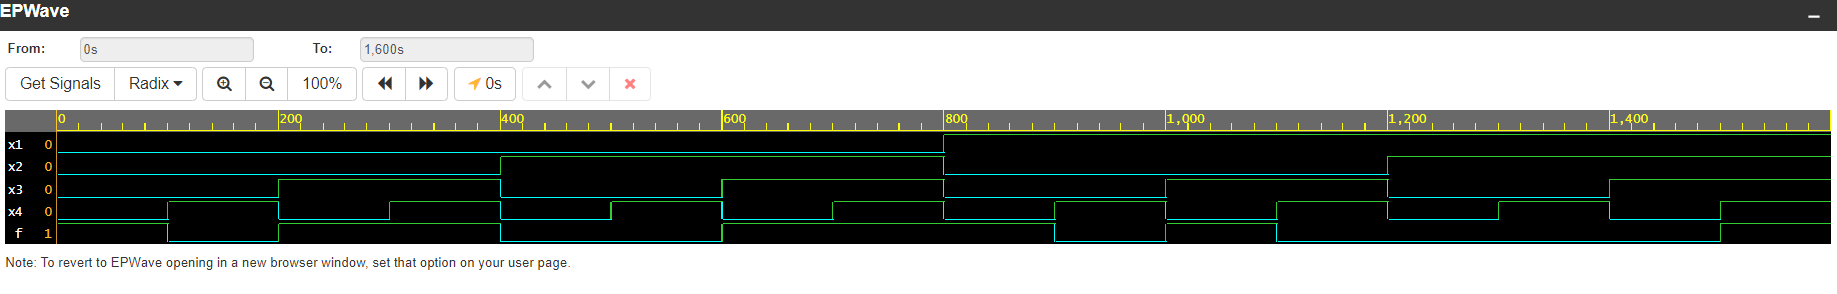 EPWave
From: 0s To: 1,600s
Get Signals Radix 100% 0s
0 200 400 600 800 1,000 1,200 1,400
x1 0
x2 0
x3 0
x4 0
f 1
Note: To revert to EPWave opening in a new browser window, set that option on your user page.